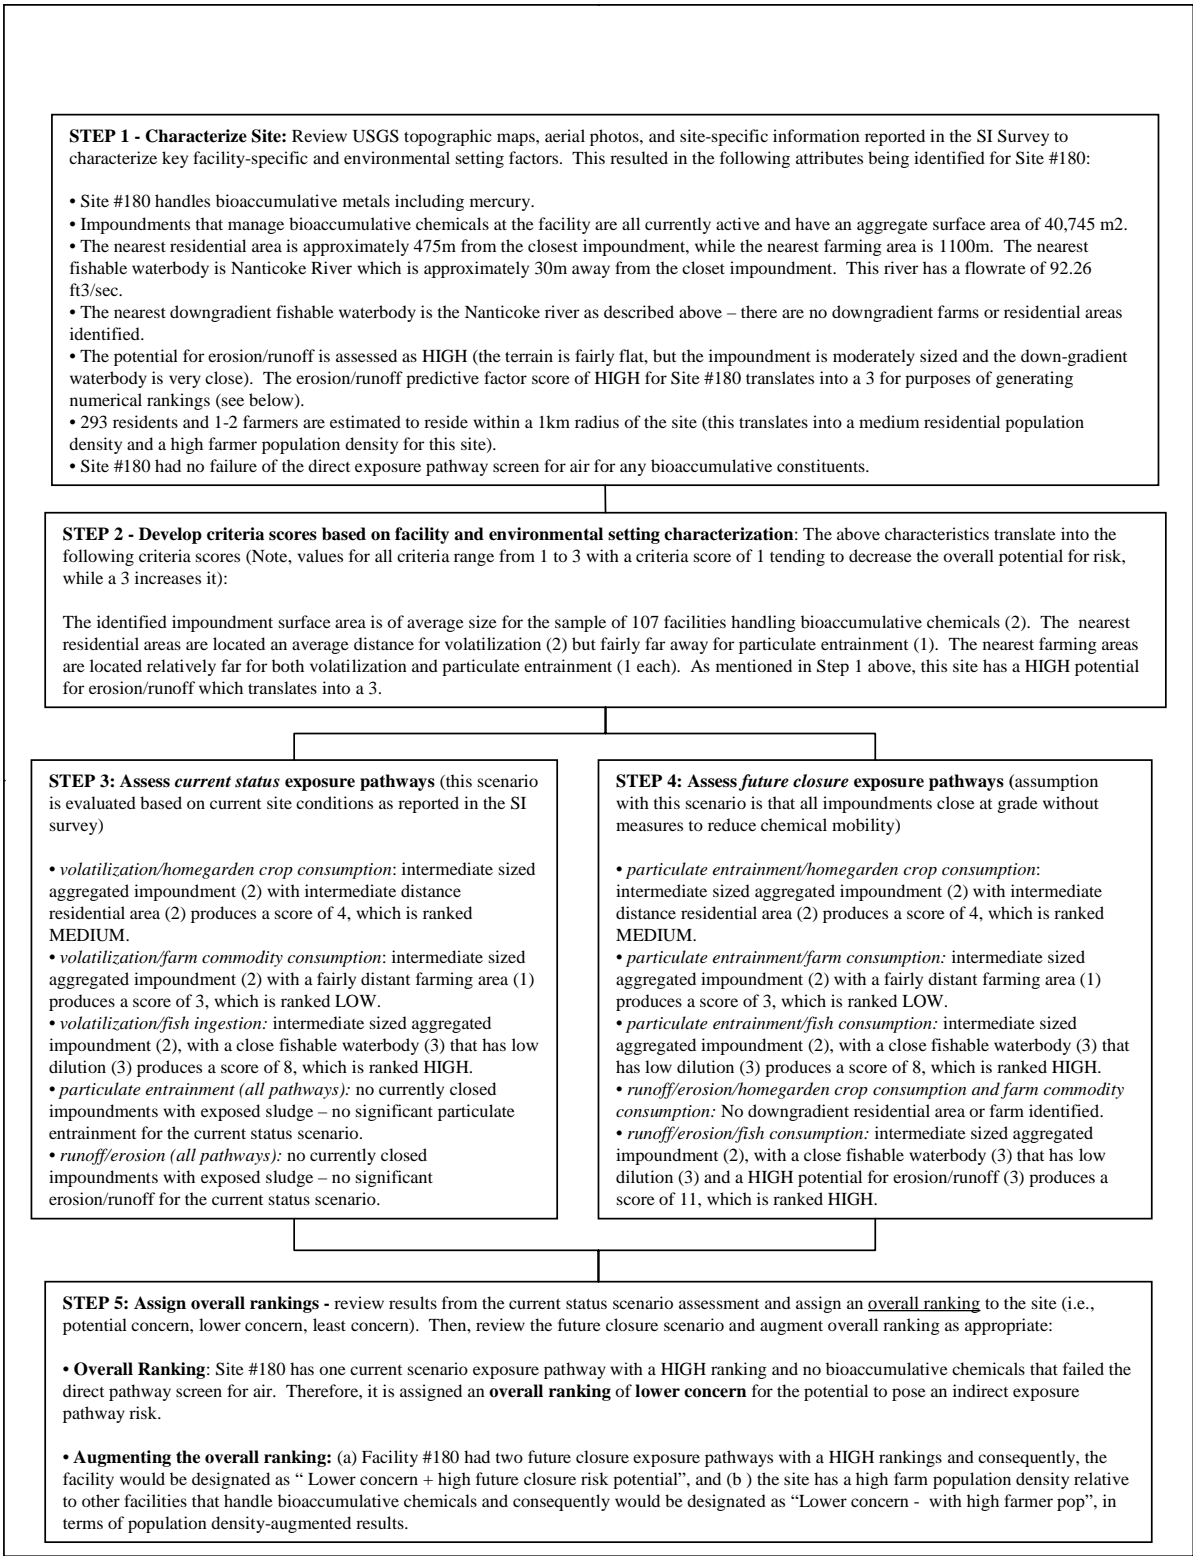 STEP 1 - Characterize Site: Review USGS topographic maps, aerial photos, and site-specific information reported in the SI Survey to
characterize key facility-specific and environmental setting factors. This resulted in the following attributes being identified for Site #180:
• Site #180 handles bioaccumulative metals including mercury.
• Impoundments that manage bioaccumulative chemicals at the facility are all currently active and have an aggregate surface area of 40,745 m2.
• The nearest residential area is approximately 475m from the closest impoundment, while the nearest farming area is 1100m. The nearest
fishable waterbody is Nanticoke River which is approximately 30m away from the closet impoundment. This river has a flowrate of 92.26
ft3/sec.
• The nearest downgradient fishable waterbody is the Nanticoke river as described above – there are no downgradient farms or residential areas
identified.
• The potential for erosion/runoff is assessed as HIGH (the terrain is fairly flat, but the impoundment is moderately sized and the down-gradient
waterbody is very close). The erosion/runoff predictive factor score of HIGH for Site #180 translates into a 3 for purposes of generating
numerical rankings (see below).
• 293 residents and 1-2 farmers are estimated to reside within a 1km radius of the site (this translates into a medium residential population
density and a high farmer population density for this site).
• Site #180 had no failure of the direct exposure pathway screen for air for any bioaccumulative constituents.
STEP 2 - Develop criteria scores based on facility and environmental setting characterization: The above characteristics translate into the
following criteria scores (Note, values for all criteria range from 1 to 3 with a criteria score of 1 tending to decrease the overall potential for risk,
while a 3 increases it):
The identified impoundment surface area is of average size for the sample of 107 facilities handling bioaccumulative chemicals (2). The nearest
residential areas are located an average distance for volatilization (2) but fairly far away for particulate entrainment (1). The nearest farming areas
are located relatively far for both volatilization and particulate entrainment (1 each). As mentioned in Step 1 above, this site has a HIGH potential
for erosion/runoff which translates into a 3.
STEP 3: Assess current status exposure pathways (this scenario
is evaluated based on current site conditions as reported in the SI
survey)
• volatilization/homegarden crop consumption: intermediate sized
aggregated impoundment (2) with intermediate distance
residential area (2) produces a score of 4, which is ranked
MEDIUM.
• volatilization/farm commodity consumption: intermediate sized
aggregated impoundment (2) with a fairly distant farming area (1)
produces a score of 3, which is ranked LOW.
• volatilization/fish ingestion: intermediate sized aggregated
impoundment (2), with a close fishable waterbody (3) that has low
dilution (3) produces a score of 8, which is ranked HIGH.
• particulate entrainment (all pathways): no currently closed
impoundments with exposed sludge – no significant particulate
entrainment for the current status scenario.
• runoff/erosion (all pathways): no currently closed
impoundments with exposed sludge – no significant
erosion/runoff for the current status scenario.
STEP 4: Assess future closure exposure pathways (assumption
with this scenario is that all impoundments close at grade without
measures to reduce chemical mobility)
• particulate entrainment/homegarden crop consumption:
intermediate sized aggregated impoundment (2) with intermediate
distance residential area (2) produces a score of 4, which is ranked
MEDIUM.
• particulate entrainment/farm consumption: intermediate sized
aggregated impoundment (2) with a fairly distant farming area (1)
produces a score of 3, which is ranked LOW.
• particulate entrainment/fish consumption: intermediate sized
aggregated impoundment (2), with a close fishable waterbody (3) that
has low dilution (3) produces a score of 8, which is ranked HIGH.
• runoff/erosion/homegarden crop consumption and farm commodity
consumption: No downgradient residential area or farm identified.
• runoff/erosion/fish consumption: intermediate sized aggregated
impoundment (2), with a close fishable waterbody (3) that has low
dilution (3) and a HIGH potential for erosion/runoff (3) produces a
score of 11, which is ranked HIGH.
STEP 5: Assign overall rankings - review results from the current status scenario assessment and assign an overall ranking to the site (i.e.,
potential concern, lower concern, least concern). Then, review the future closure scenario and augment overall ranking as appropriate:
• Overall Ranking: Site #180 has one current scenario exposure pathway with a HIGH ranking and no bioaccumulative chemicals that failed the
direct pathway screen for air. Therefore, it is assigned an overall ranking of lower concern for the potential to pose an indirect exposure
pathway risk.
• Augmenting the overall ranking: (a) Facility #180 had two future closure exposure pathways with a HIGH rankings and consequently, the
facility would be designated as “ Lower concern + high future closure risk potential”, and (b ) the site has a high farm population density relative
to other facilities that handle bioaccumulative chemicals and consequently would be designated as “Lower concern - with high farmer pop”, in
terms of population density-augmented results.